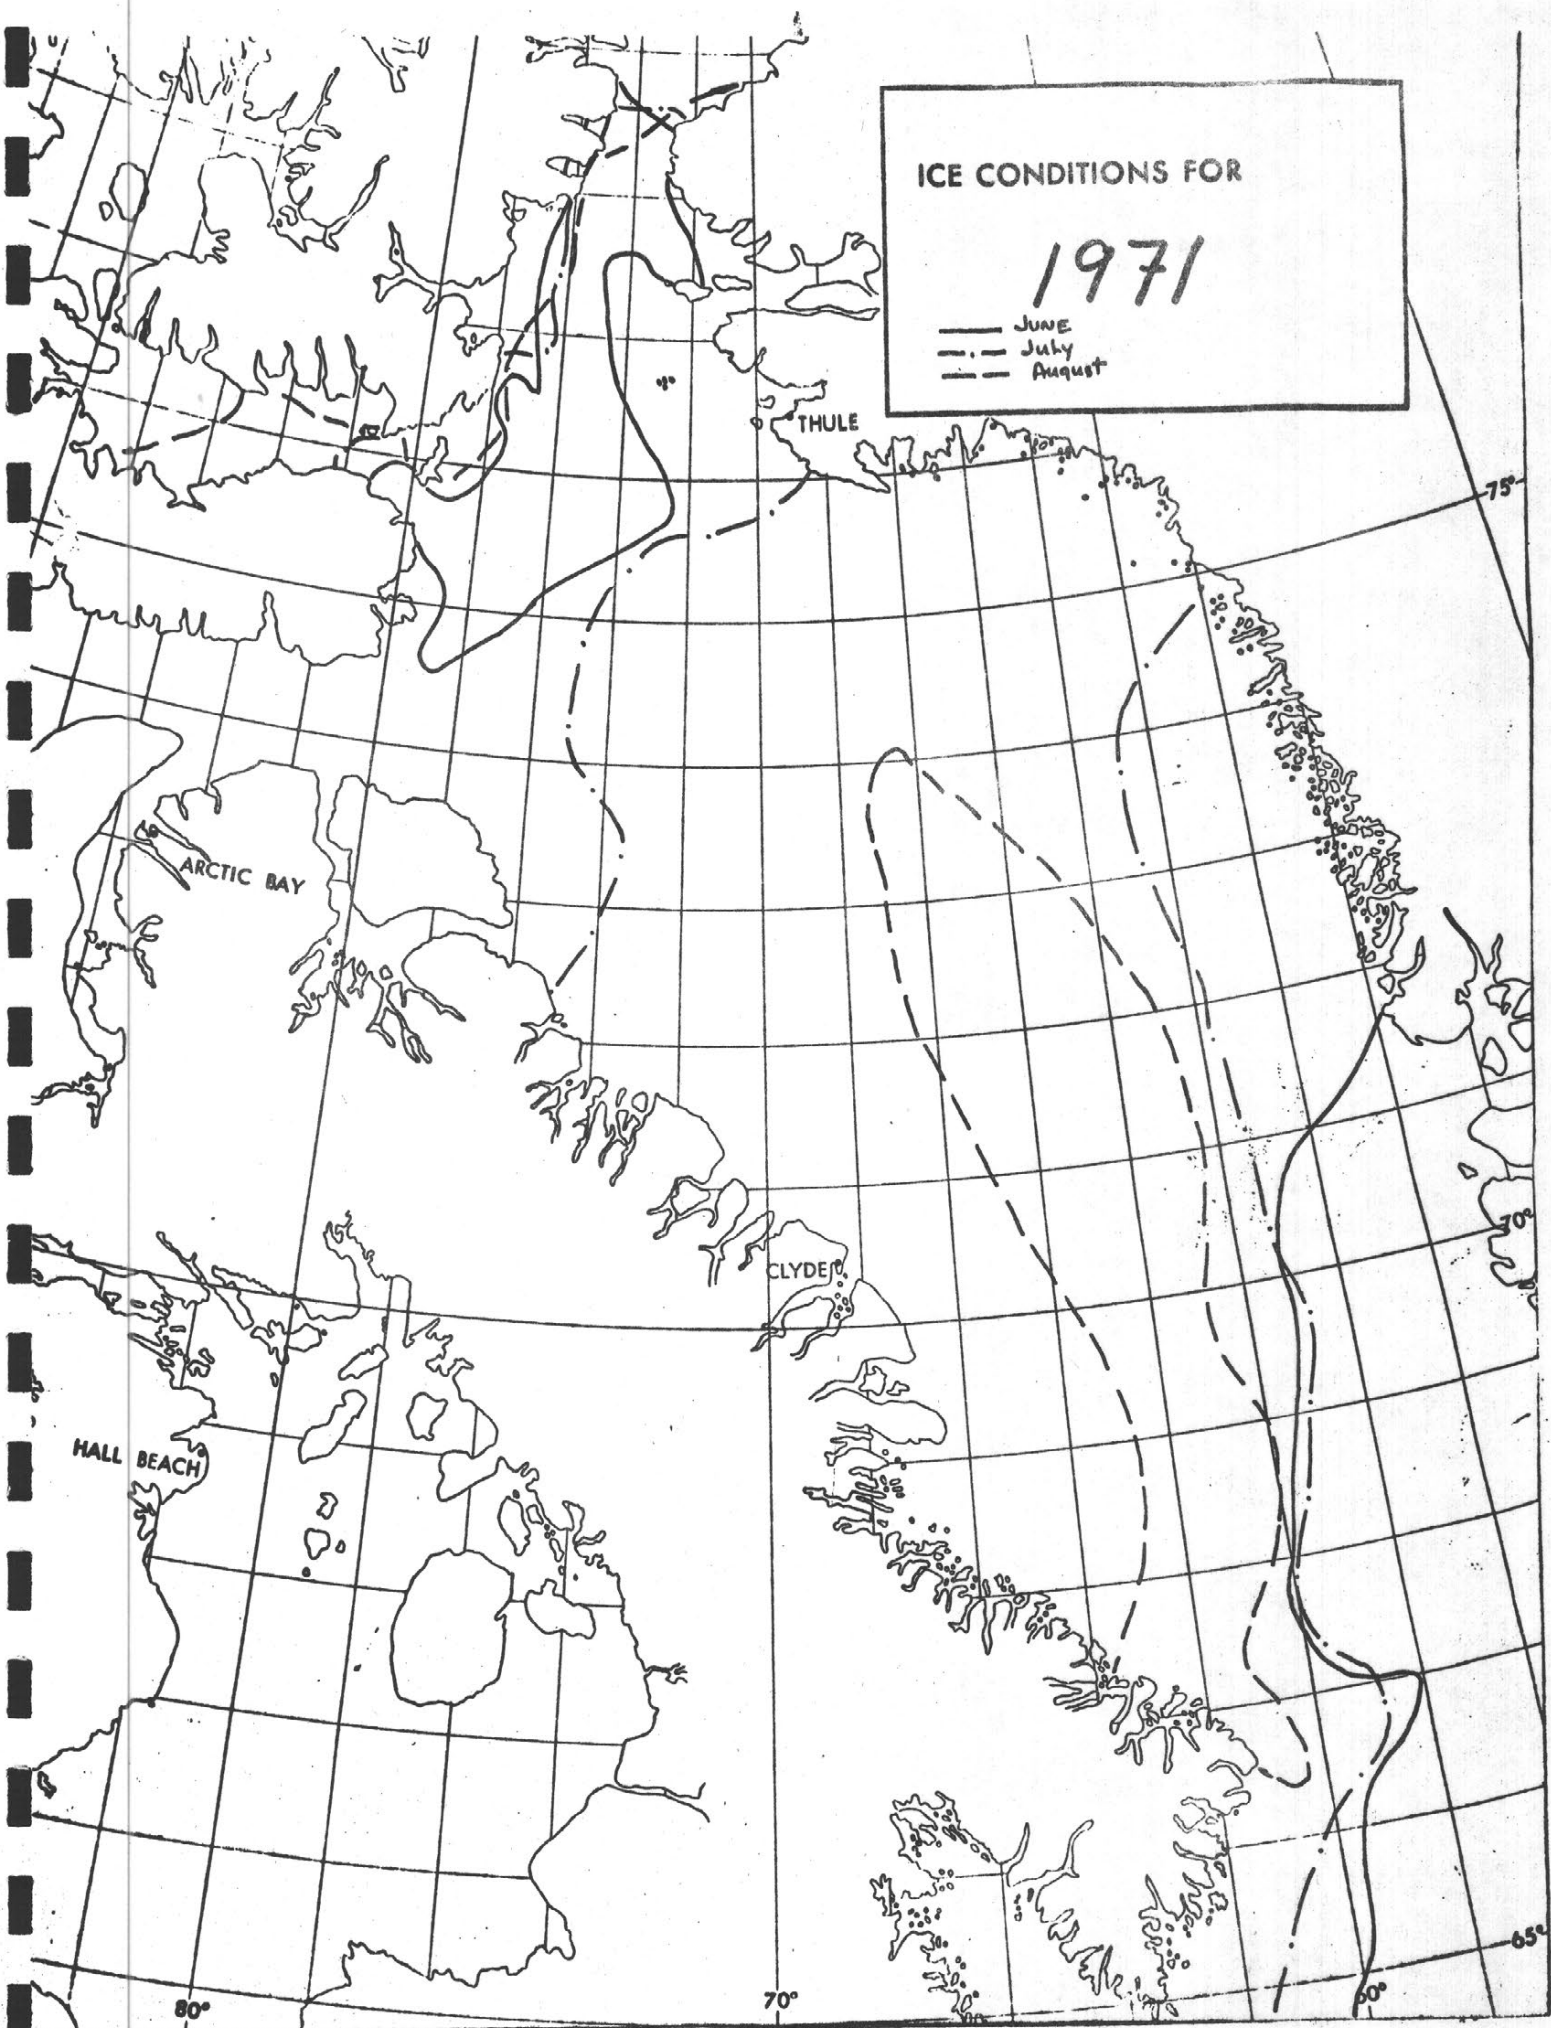 ICE CONDITIONS FOR
1971
JUNE
July
August
THULE
75°
ARCTIC BAY
70°
CLYDE
HALL BEACH
65°
80°
70°
60°